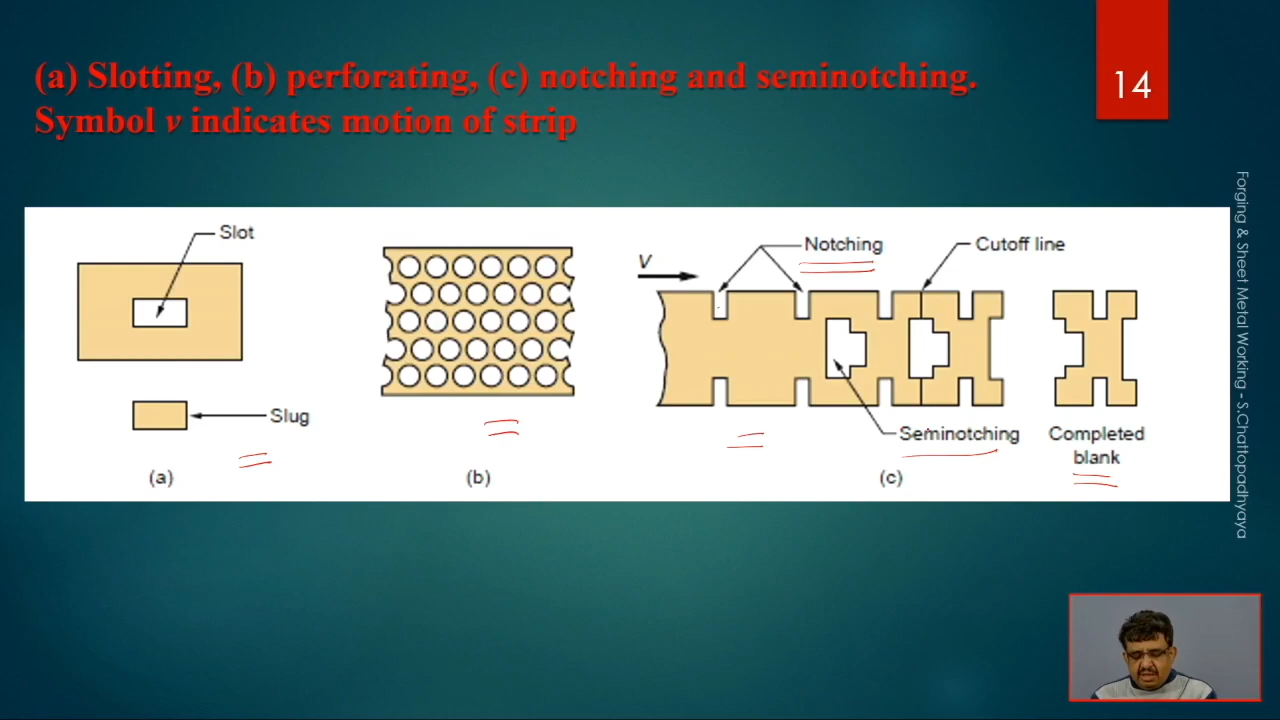 (a) Slotting, (b) perforating, (c) notching and seminotching.
Symbol v indicates motion of strip
14
Slot
Slug
(a)
(b)
V
Notching
Cutoff line
Seminotching
Completed
blank
(c)
Forging & Sheet Metal Working - S.Chattopadhyaya